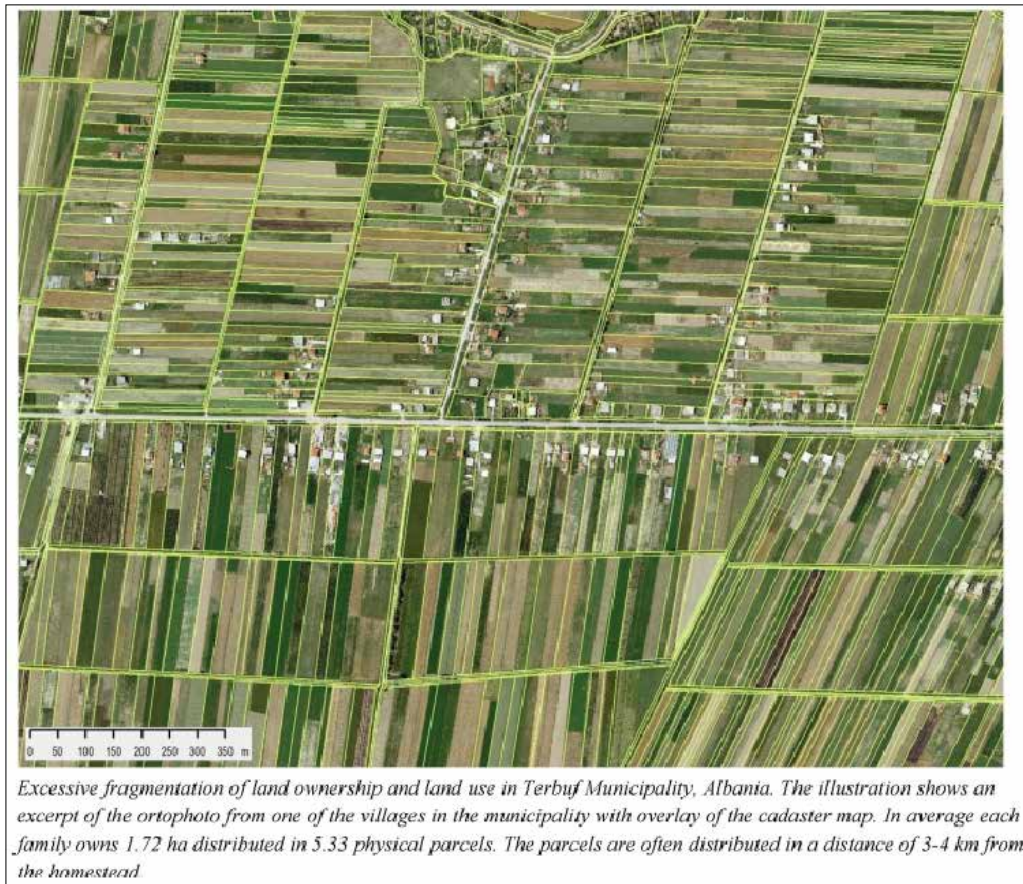 0 50 100 150 200 250 300 350 m
Excessive fragmentation of land ownership and land use in Terbuf Municipality, Albania. The illustration shows an
excerpt of the ortophoto from one of the villages in the municipality with overlay of the cadaster map. In average each
family owns 1.72 ha distributed in 5.33 physical parcels. The parcels are often distributed in a distance of 3-4 km from
the homestead.